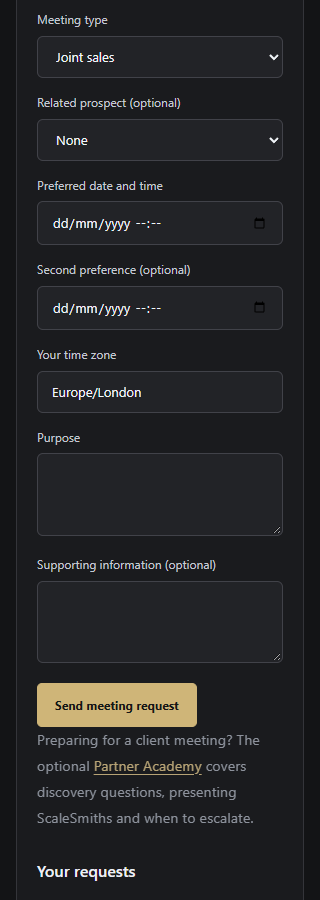 Meeting type
Joint sales
Related prospect (optional)
None
Preferred date and time
dd/mm/yyyy --:--
Second preference (optional)
dd/mm/yyyy --:--
Your time zone
Europe/London
Purpose
Supporting information (optional)
Send meeting request
Preparing for a client meeting? The
optional Partner Academy covers
discovery questions, presenting
ScaleSmiths and when to escalate.
Your requests